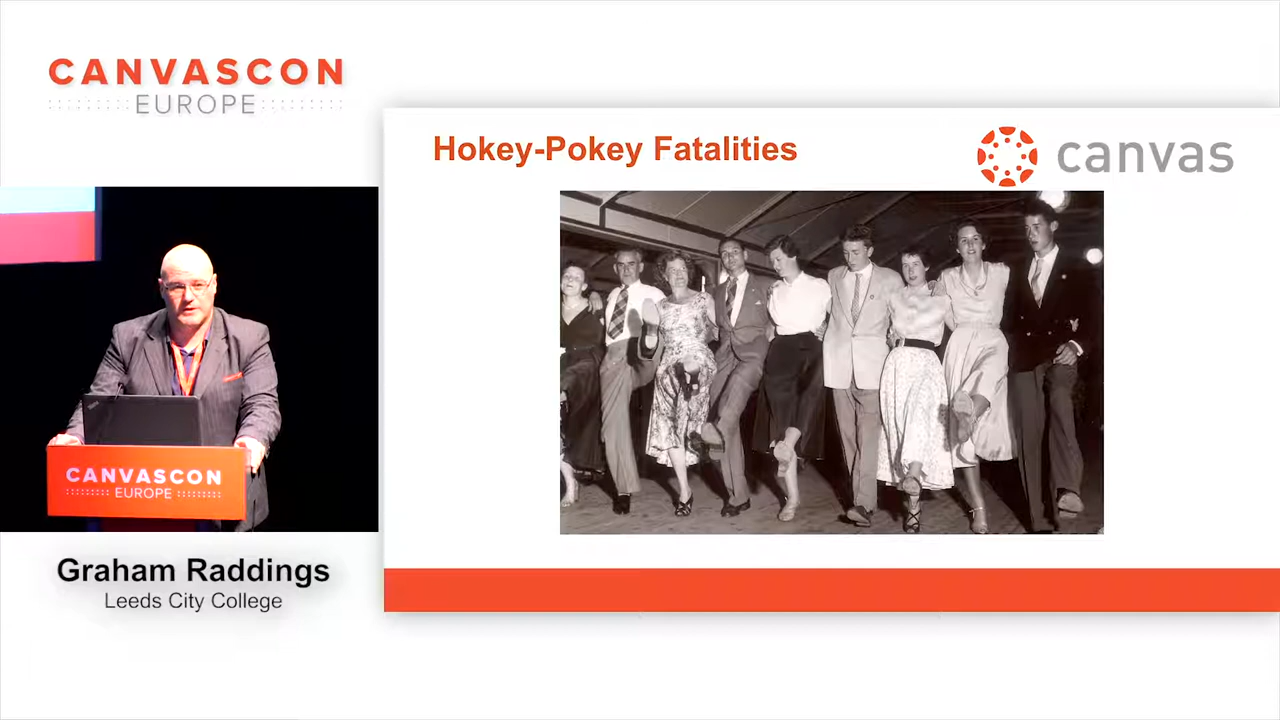 CANVASCON
EUROPE
Hokey-Pokey Fatalities
canvas
CANVASCON
EUROPE
Graham Raddings
Leeds City College